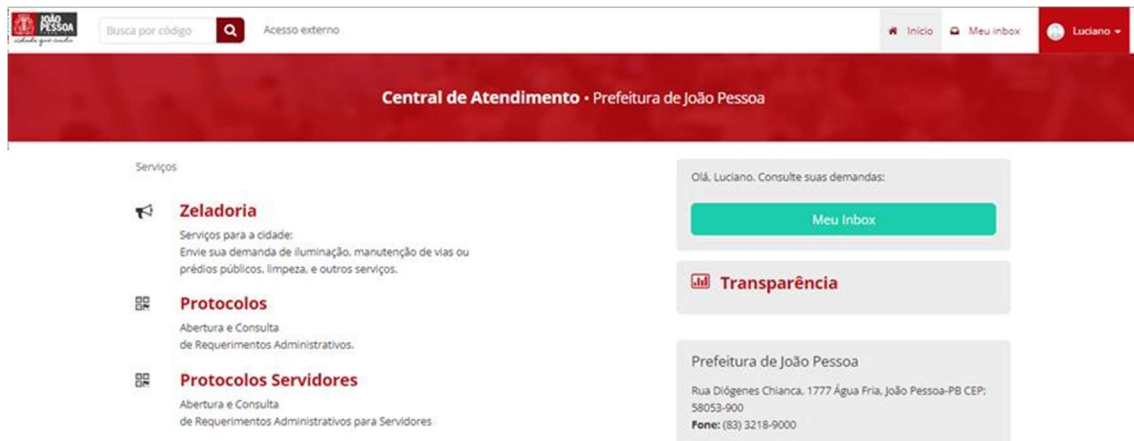 JOÃO
PESSOA
Busca por código
Acesso externo
Início
Meu inbox
Luciano
Central de Atendimento • Prefeitura de João Pessoa
Serviços
Zeladoria
Serviços para a cidade:
Envie sua demanda de iluminação, manutenção de vias ou
prédios públicos, limpeza, e outros serviços.
Protocolos
Abertura e Consulta
de Requerimentos Administrativos.
Protocolos Servidores
Abertura e Consulta
de Requerimentos Administrativos para Servidores
Olá, Luciano. Consulte suas demandas:
Meu Inbox
Transparência
Prefeitura de João Pessoa
Rua Diógenes Chianca, 1777 Água Fria, João Pessoa-PB CEP:
58053-900
Fone: (83) 3218-9000